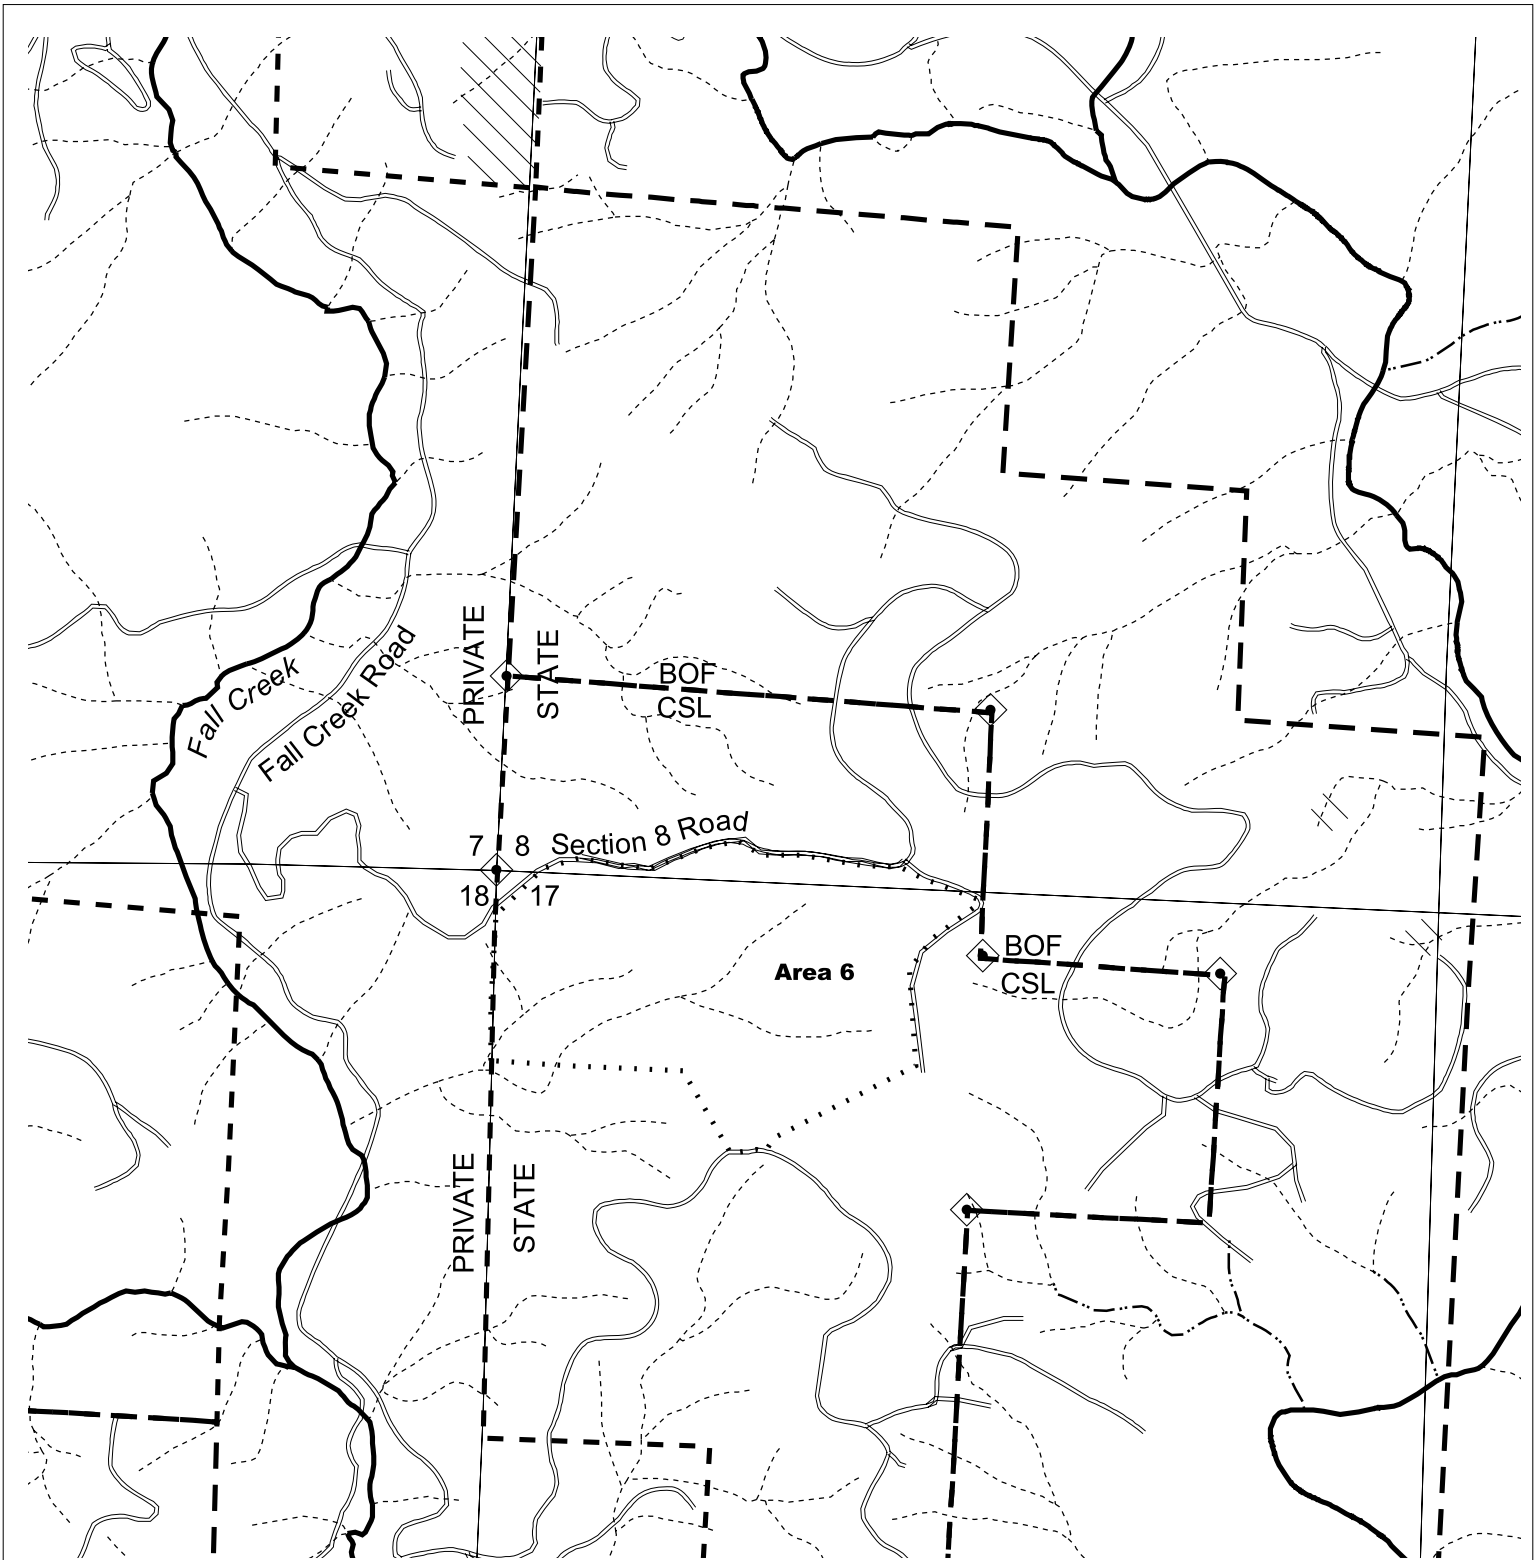 PRIVATE
STATE
BOF
CSL
Fall Creek
Fall Creek Road
7 8
Section 8 Road
18 17
BOF
CSL
Area 6
PRIVATE
STATE